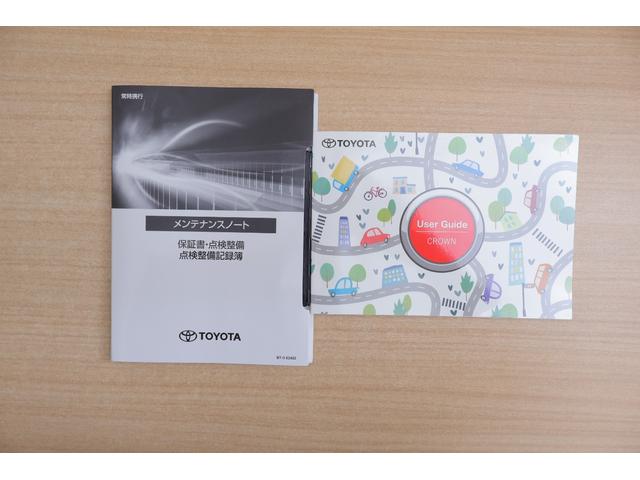 常時携行
メンテナンスノート
保証書・点検整備
点検整備記録簿
TOYOTA
TOYOTA
User Guide
CROWN